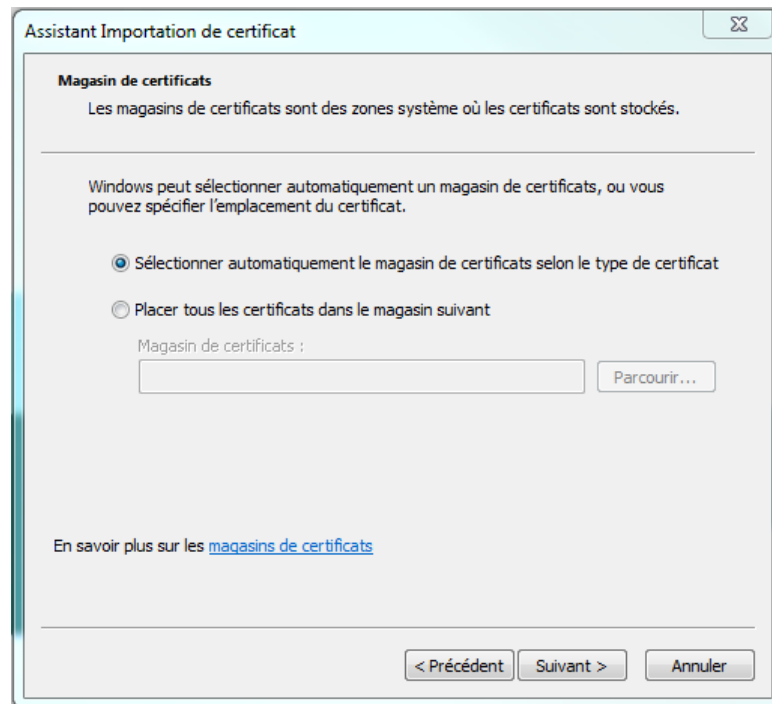 Assistant Importation de certificat
Magasin de certificats
Les magasins de certificats sont des zones système où les certificats sont stockés.
Windows peut sélectionner automatiquement un magasin de certificats, ou vous
pouvez spécifier l'emplacement du certificat.
Sélectionner automatiquement le magasin de certificats selon le type de certificat
Placer tous les certificats dans le magasin suivant
Magasin de certificats :
Parcourir...
En savoir plus sur les magasins de certificats
< Précédent Suivant > Annuler